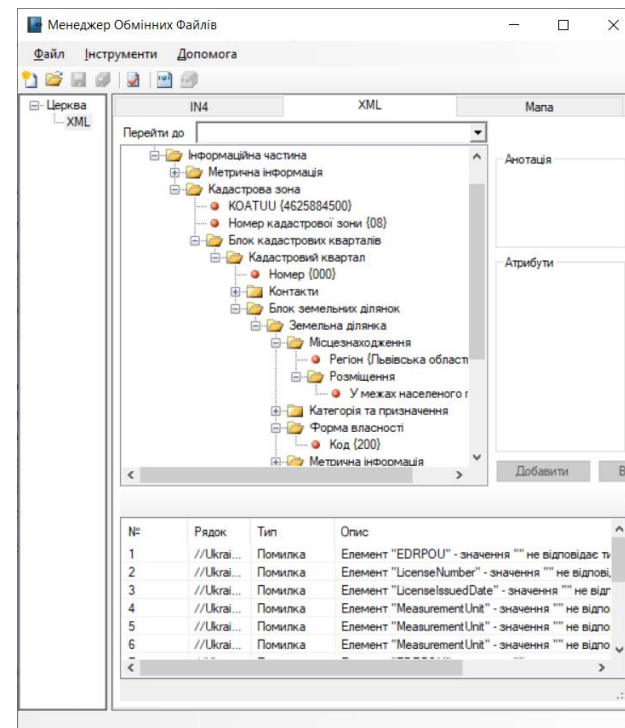 Менеджер Обмінних Файлів
Файл Інструменти Допомога
Церква
XML
IN4 XML Мапа
Перейти до
Інформаційна частина
Метрична інформація
Кадастрова зона
КОАТUU {4625884500}
Номер кадастрової зони {08}
Блок кадастрових кварталів
Кадастровий квартал
Номер {000}
Контакти
Блок земельних ділянок
Земельна ділянка
Місцезнаходження
Регіон {Львівська област
Розміщення
У межах населеного г
Категорія та призначення
Форма власності
Код {200}
Метрична інформація
Анотація
Атрибути
Добавити В
№ Рядок Тип Опис
1 //Ukrai... Помилка Елемент "EDRPOU" - значення "" не відповідає ти
2 //Ukrai... Помилка Елемент "LicenseNumber" - значення "" не відпові,
3 //Ukrai... Помилка Елемент "LicenseIssuedDate" - значення "" не відг
4 //Ukrai... Помилка Елемент "MeasurementUnit" - значення "" не відпо
5 //Ukrai... Помилка Елемент "MeasurementUnit" - значення "" не відпо
6 //Ukrai... Помилка Елемент "MeasurementUnit" - значення "" не відпо